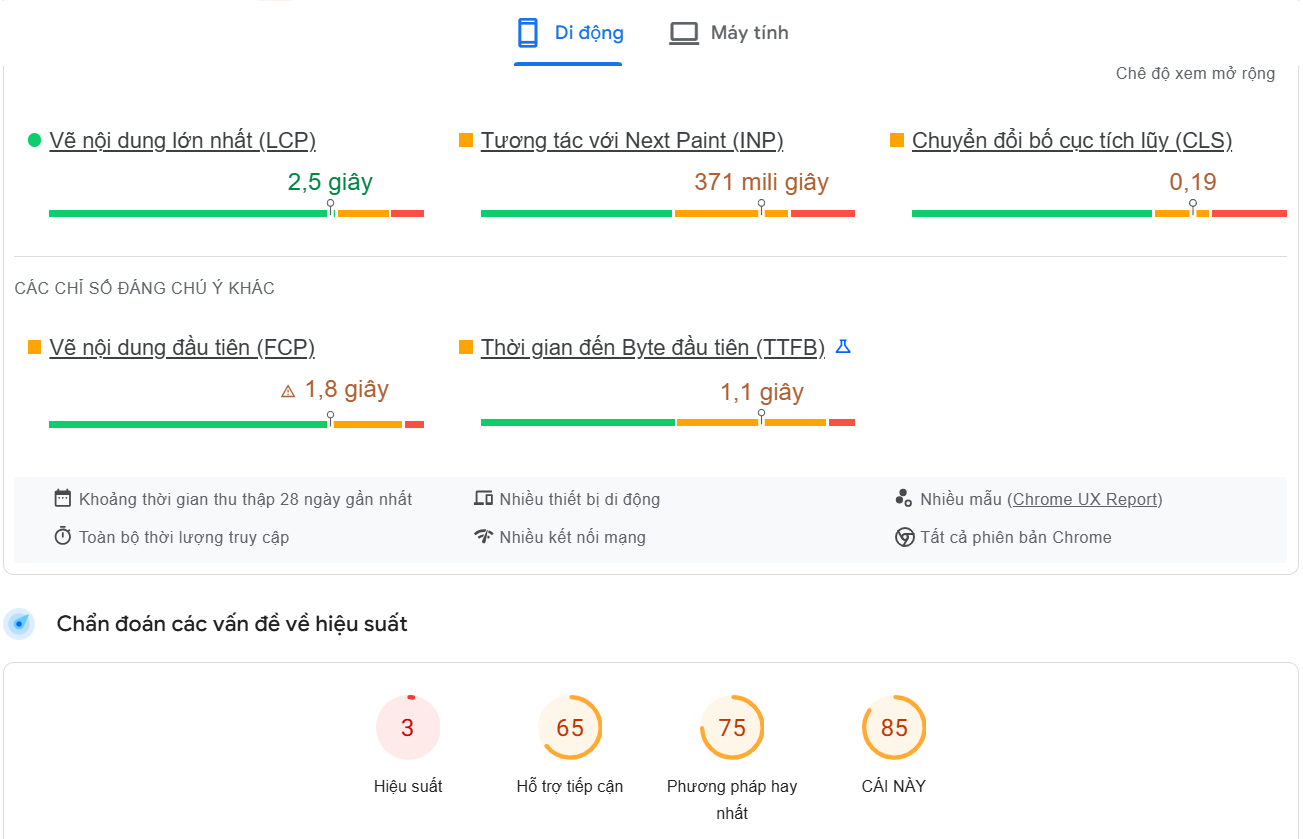 Di động
Máy tính
Chê độ xem mở rộng
Vẽ nội dung lớn nhất (LCP)
2,5 giây
Tương tác với Next Paint (INP)
371 mili giây
Chuyển đổi bố cục tích lũy (CLS)
0,19
CÁC CHỈ SỐ ĐÁNG CHÚ Ý KHÁC
Vẽ nội dung đầu tiên (FCP)
1,8 giây
Thời gian đến Byte đầu tiên (TTFB)
1,1 giây
Khoảng thời gian thu thập 28 ngày gần nhất
Nhiều thiết bị di động
Nhiều mẫu (Chrome UX Report)
Toàn bộ thời lượng truy cập
Nhiều kết nối mạng
Tất cả phiên bản Chrome
Chẩn đoán các vấn đề về hiệu suất
3
65
75
85
Hiệu suất
Hỗ trợ tiếp cận
Phương pháp hay
nhất
CÁI NÀY